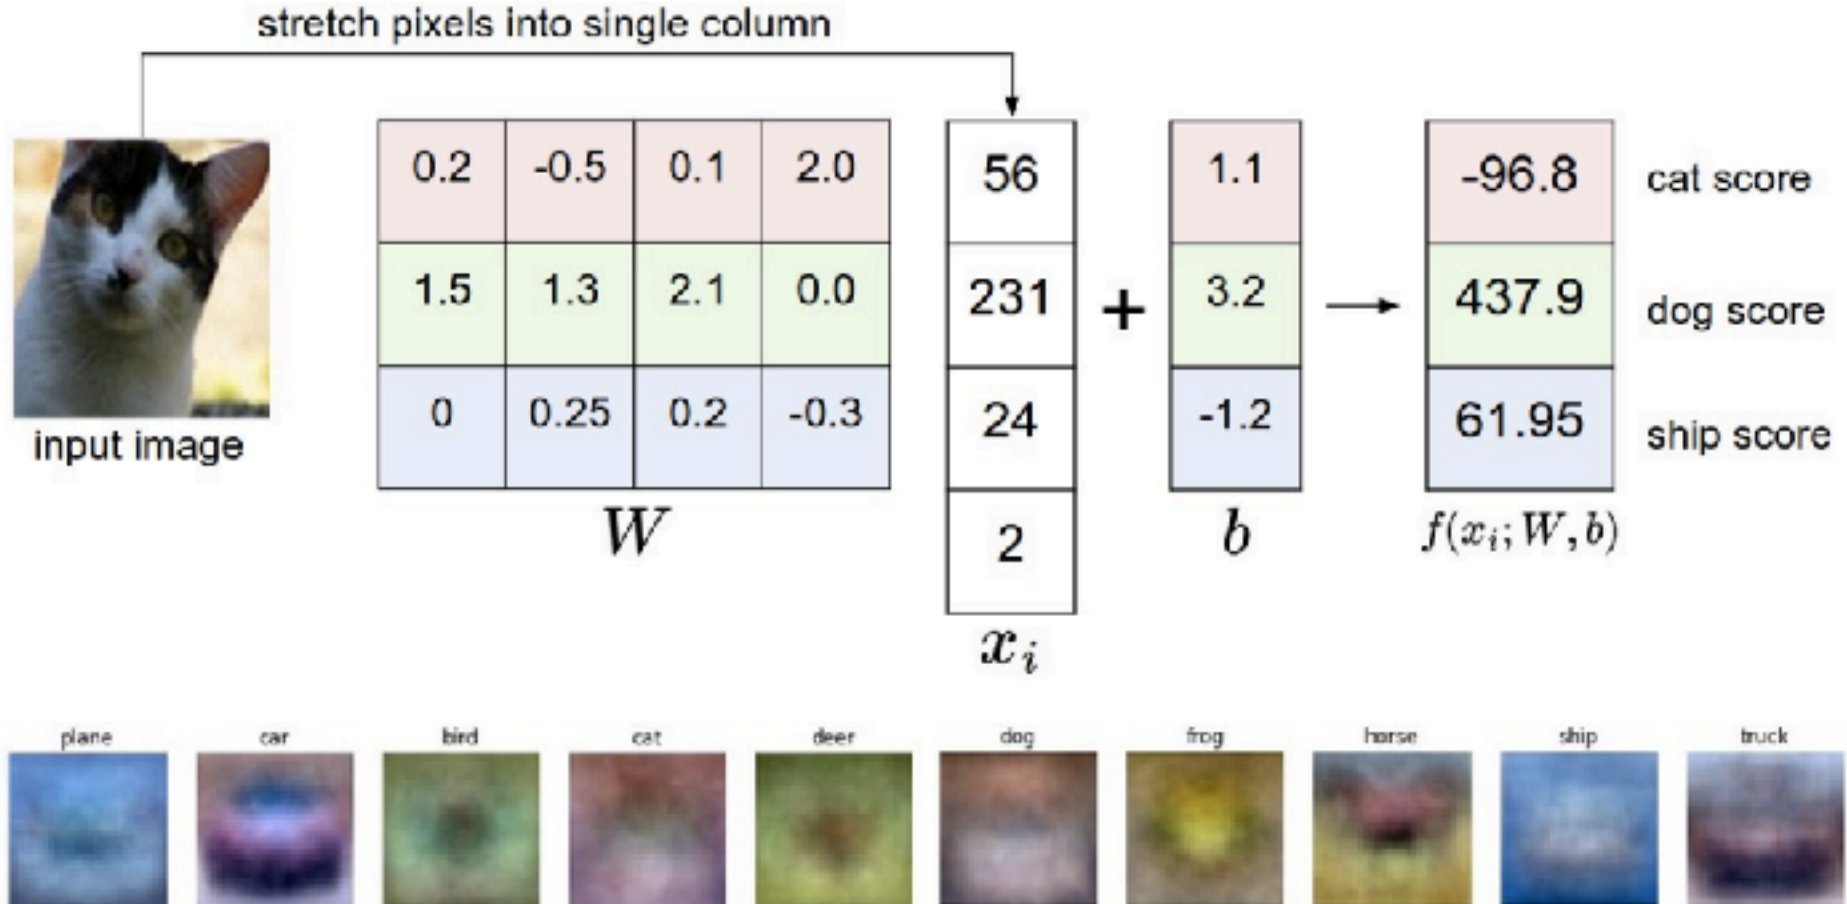 stretch pixels into single column
0.2 -0.5 0.1 2.0 56 1.1 -96.8 cat score
1.5 1.3 2.1 0.0 231 + 3.2 → 437.9 dog score
0 0.25 0.2 -0.3 24 -1.2 61.95 ship score
input image
2
W b f(x_i; W, b)
x_i
plane car bird cat deer dog frog horse ship truck